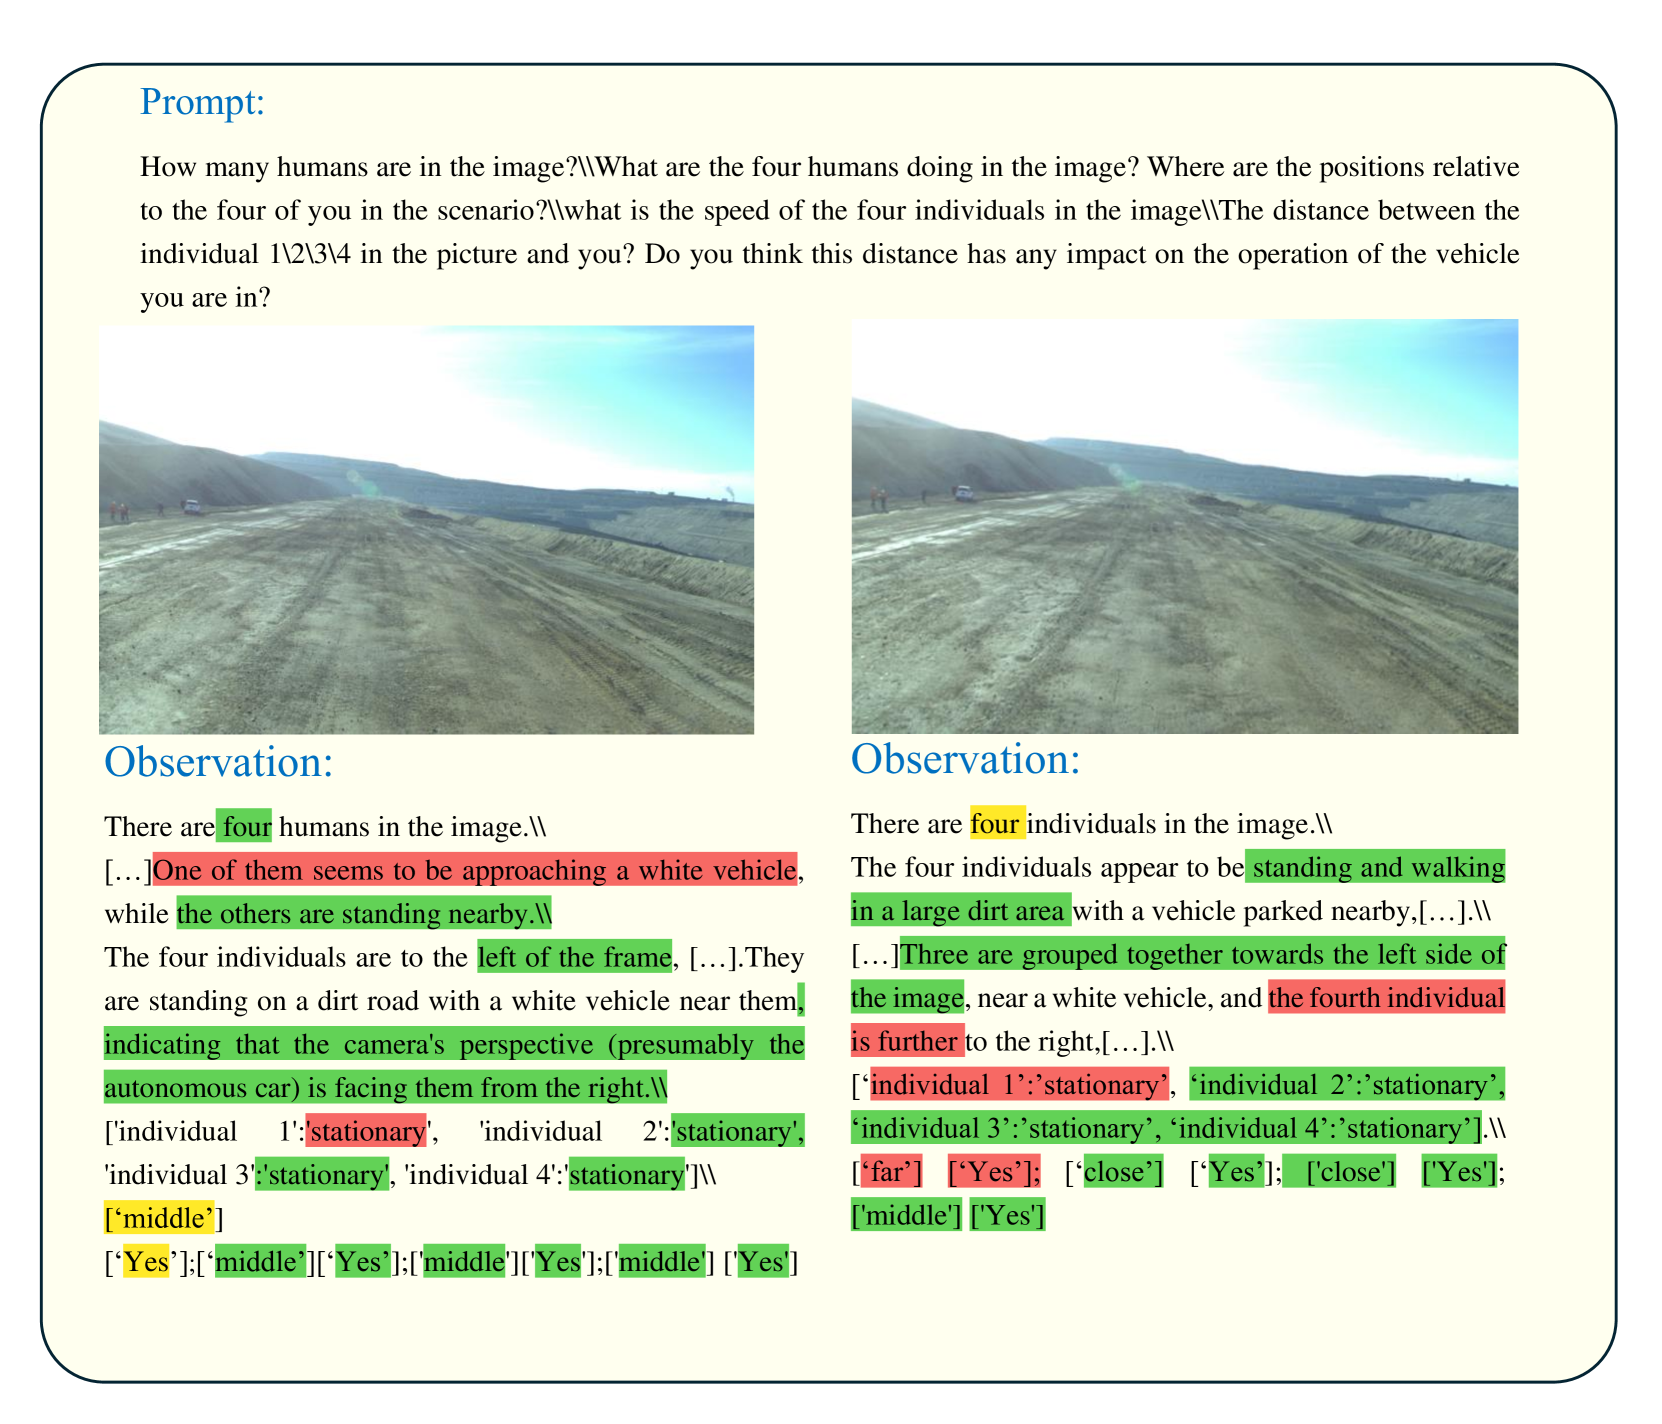 Prompt:
How many humans are in the image?\\What are the four humans doing in the image? Where are the positions relative
to the four of you in the scenario?\\what is the speed of the four individuals in the image\\The distance between the
individual 1\2\3\4 in the picture and you? Do you think this distance has any impact on the operation of the vehicle
you are in?
Observation:
There are four humans in the image.\\
[…]One of them seems to be approaching a white vehicle,
while the others are standing nearby.\\
The four individuals are to the left of the frame, […].They
are standing on a dirt road with a white vehicle near them,
indicating that the camera's perspective (presumably the
autonomous car) is facing them from the right.\\
['individual 1':'stationary', 'individual 2':'stationary',
'individual 3':'stationary', 'individual 4':'stationary']\\
[‘middle’]
[‘Yes’];[‘middle’][‘Yes’];['middle']['Yes'];['middle'] ['Yes']
Observation:
There are four individuals in the image.\\
The four individuals appear to be standing and walking
in a large dirt area with a vehicle parked nearby,[…].\\
[…]Three are grouped together towards the left side of
the image, near a white vehicle, and the fourth individual
is further to the right,[…].\\
[‘individual 1’:’stationary’, ‘individual 2’:’stationary’,
‘individual 3’:’stationary’, ‘individual 4’:’stationary’].\\
[‘far’] [‘Yes’]; [‘close’] [‘Yes’]; ['close'] ['Yes'];
['middle'] ['Yes']